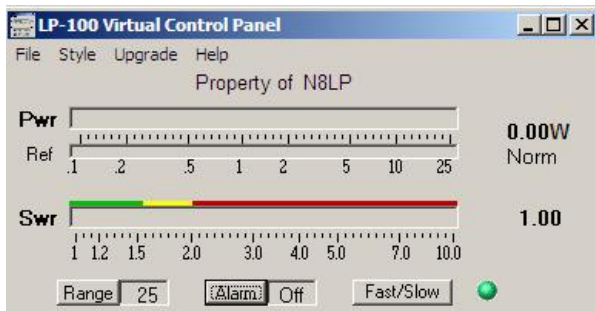 LP-100 Virtual Control Panel
File Style Upgrade Help
Property of N8LP
Pwr
0.00W
Ref
Norm
.1 .2 .5 1 2 5 10 25
Swr
1.00
1 1.2 1.5 2.0 3.0 4.0 5.0 7.0 10.0
Range 25 Alarm Off Fast/Slow